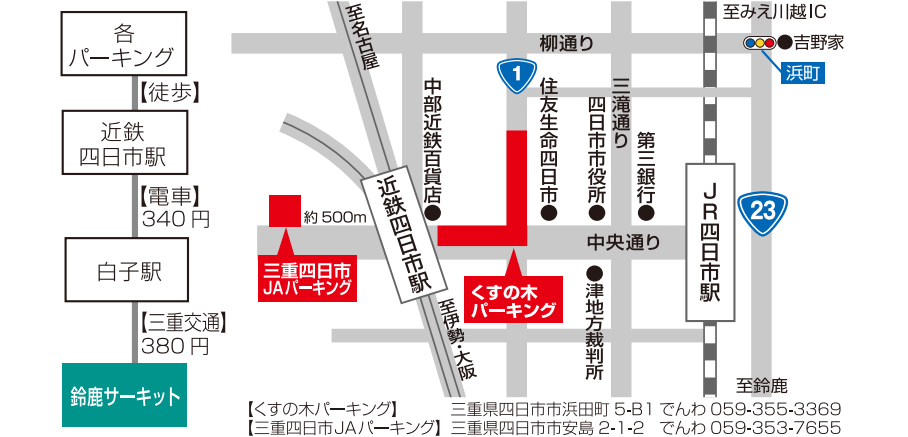 各
パーキング
【徒歩】
近鉄
四日市駅
【電車】
340円
白子駅
【三重交通】
380円
鈴鹿サーキット
至名古屋
柳通り
至みえ川越IC
吉野家
浜町
1
中部近鉄百貨店
住友生命四日市
四日市市役所
三滝通り
第三銀行
約500m
近鉄四日市駅
中央通り
JR四日市駅
23
三重四日市
JAパーキング
くすの木
パーキング
津地方裁判所
至伊勢・大阪
至鈴鹿
【くすの木パーキング】 三重県四日市市浜田町 5-B1 でんわ 059-355-3369
【三重四日市JAパーキング】 三重県四日市市安島 2-1-2 でんわ 059-353-7655